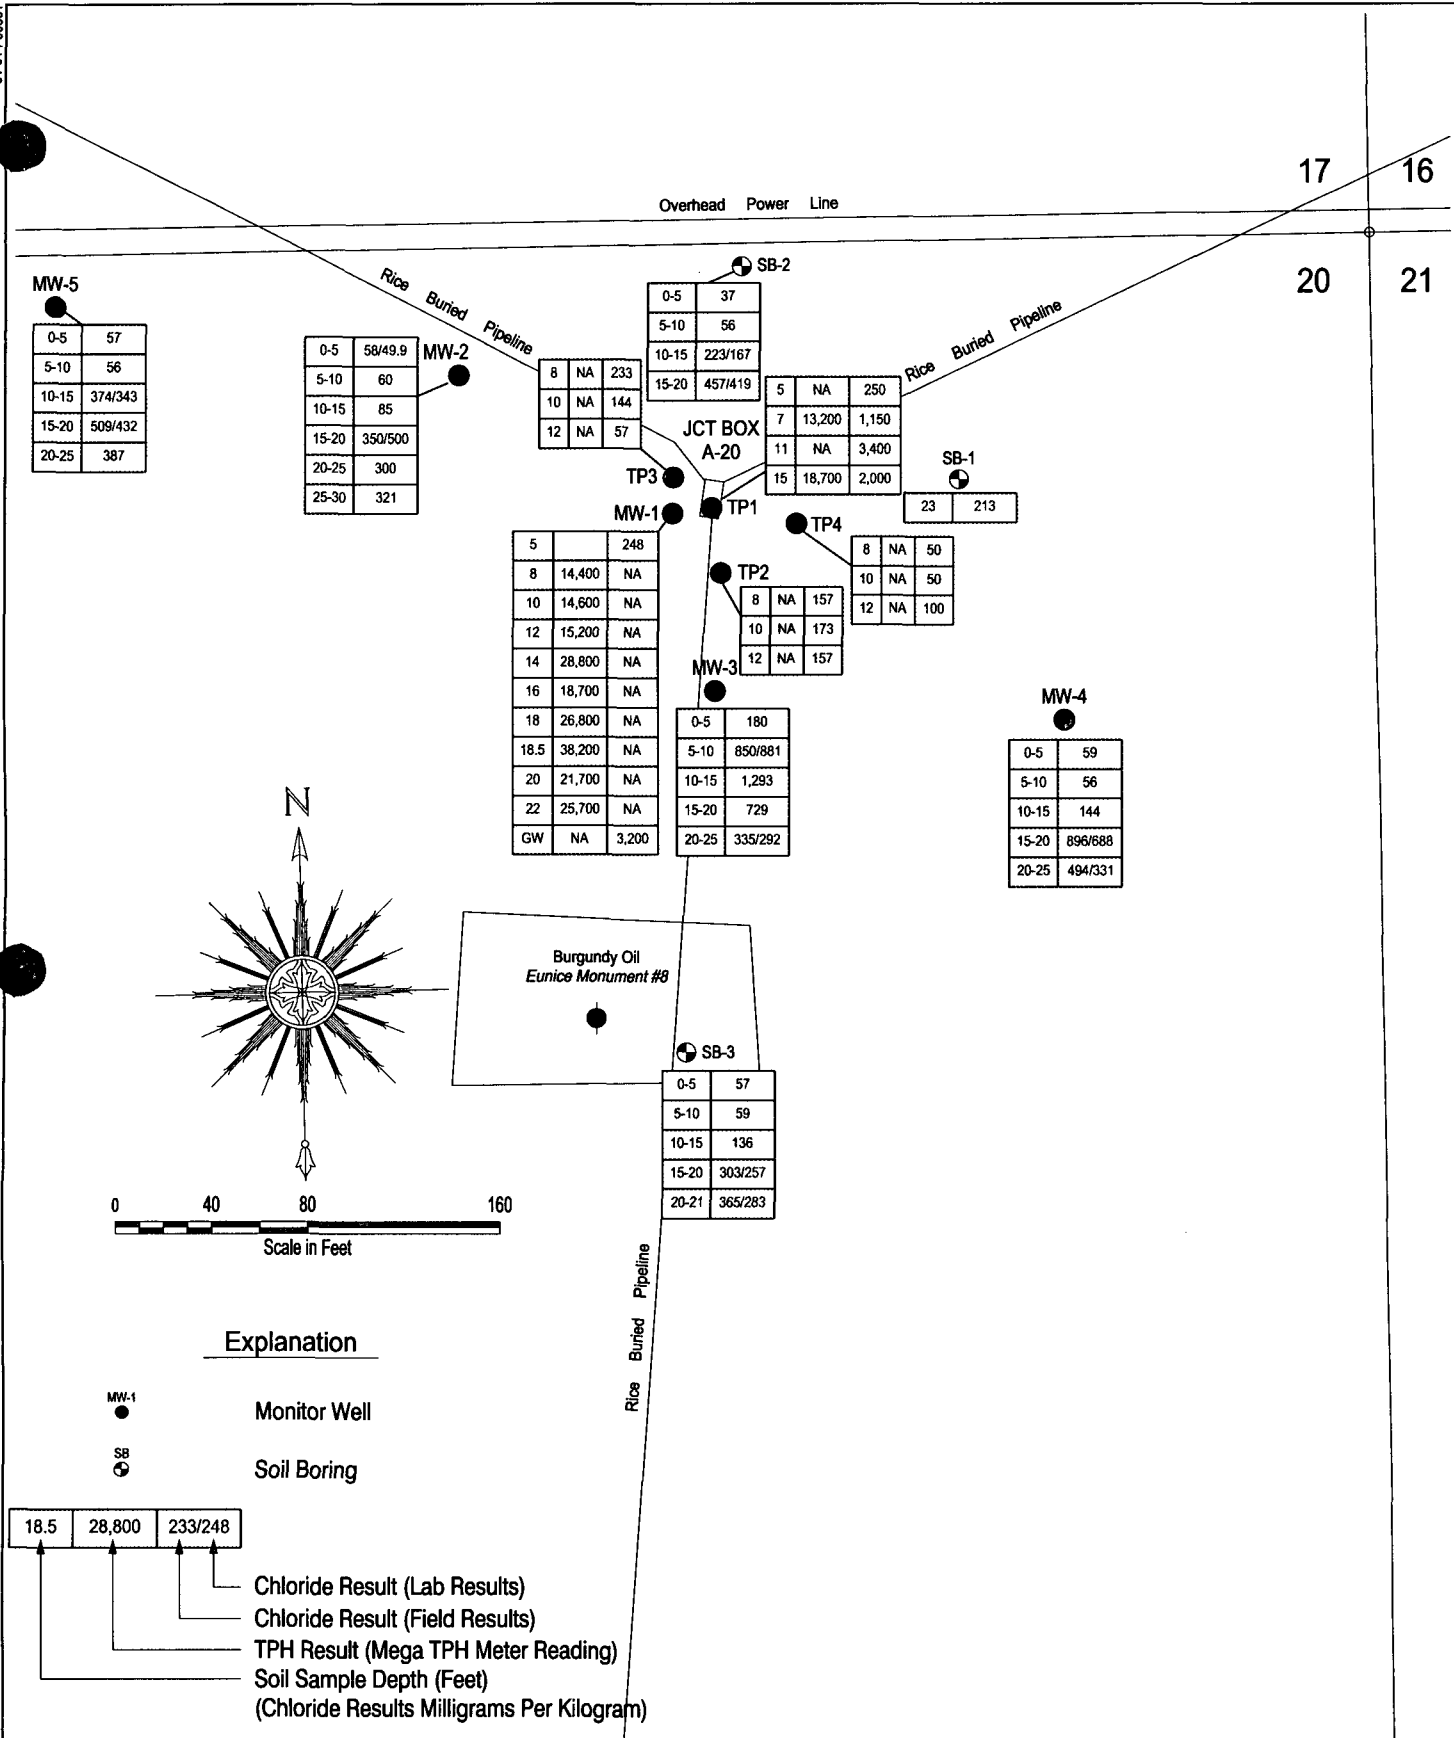 17 16
Overhead Power Line
20 21
SB-2
0-5 37
5-10 56
10-15 223/167
15-20 457/419
MW-5
0-5 57
5-10 56
10-15 374/343
15-20 509/432
20-25 387
Rice Buried Pipeline
Rice Buried Pipeline
MW-2
0-5 58/49.9
5-10 60
10-15 85
15-20 350/500
20-25 300
25-30 321
8 NA 233
10 NA 144
12 NA 57
TP3
JCT BOX
A-20
5 NA 250
7 13,200 1,150
11 NA 3,400
15 18,700 2,000
TP1
SB-1
23 213
MW-1
5 248
8 14,400 NA
10 14,600 NA
12 15,200 NA
14 28,800 NA
16 18,700 NA
18 26,800 NA
18.5 38,200 NA
20 21,700 NA
22 25,700 NA
GW NA 3,200
TP4
8 NA 50
10 NA 50
12 NA 100
TP2
8 NA 157
10 NA 173
12 NA 157
MW-3
0-5 180
5-10 850/881
10-15 1,293
15-20 729
20-25 335/292
MW-4
0-5 59
5-10 56
10-15 144
15-20 896/688
20-25 494/331
N
Burgundy Oil
Eunice Monument #8
SB-3
0-5 57
5-10 59
10-15 136
15-20 303/257
20-21 365/283
0 40 80 160
Scale in Feet
Rice Buried Pipeline
Explanation
MW-1
Monitor Well
SB
Soil Boring
18.5 28,800 233/248
Chloride Result (Lab Results)
Chloride Result (Field Results)
TPH Result (Mega TPH Meter Reading)
Soil Sample Depth (Feet)
(Chloride Results Milligrams Per Kilogram)